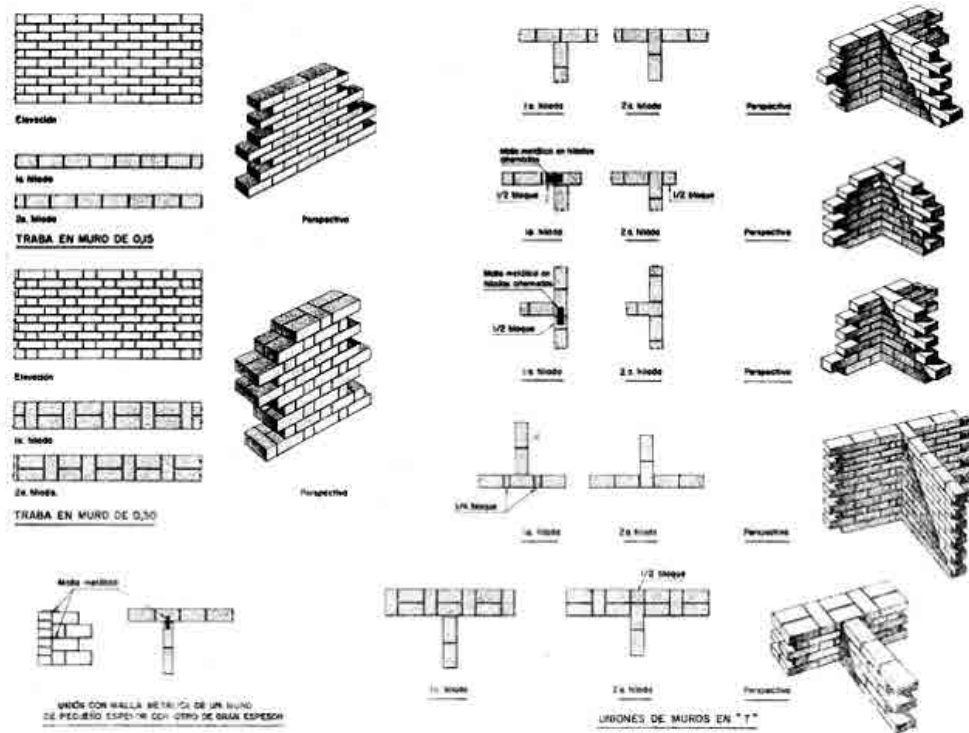 Elevación
1a. hilada
2a. hilada
TRABA EN MURO DE 0,15
Perspectiva
Elevación
1a. hilada
2a. hilada.
TRABA EN MURO DE 0,30
Perspectiva
Malla metálica
UNIÓN CON MALLA METÁLICA DE UN MURO
DE PEQUEÑO ESPESOR CON OTRO DE GRAN ESPESOR
1a. hilada
2a. hilada
Perspectiva
Malla metálica en hiladas
alternadas
1/2 bloque
1/2 bloque
1a. hilada
2a. hilada
Perspectiva
Malla metálica en
hiladas alternadas
1/2 bloque
1a. hilada
2a. hilada
Perspectiva
1/4 bloque
1a. hilada
2a. hilada
Perspectiva
1/2 bloque
1a. hilada
2a. hilada
Perspectiva
UNIONES DE MUROS EN "T"